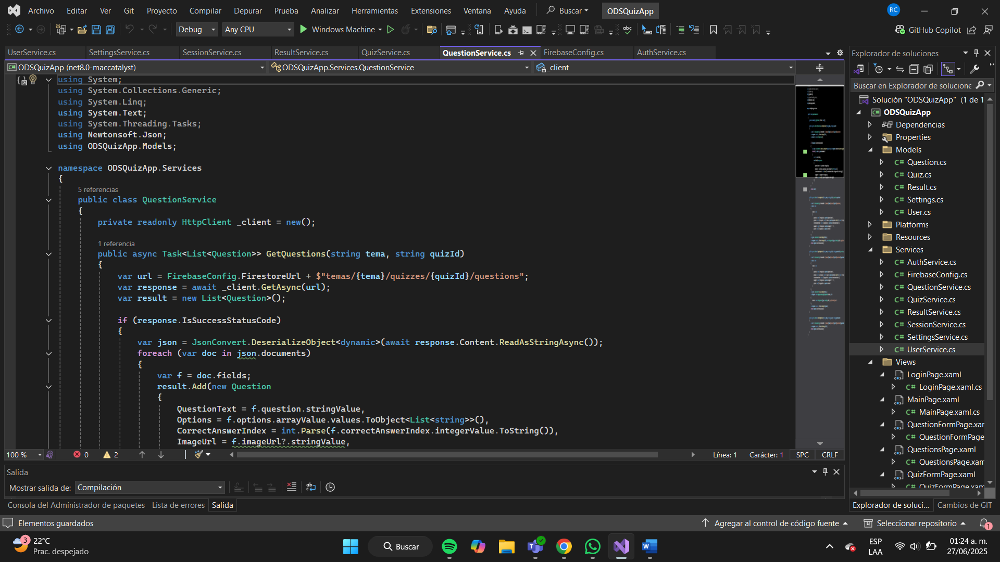 Archivo Editar Ver Git Proyecto Compilar Depurar Prueba Analizar Herramientas Extensiones Ventana Ayuda Buscar ODSQuizApp RC
Debug Any CPU Windows Machine abc GitHub Copilot
UserService.cs SettingsService.cs SessionService.cs ResultService.cs QuizService.cs QuestionService.cs FirebaseConfig.cs AuthService.cs
ODSQuizApp (net8.0-maccatalyst) ODSQuizApp.Services.QuestionService _client
using System;
using System.Collections.Generic;
using System.Linq;
using System.Text;
using System.Threading.Tasks;
using Newtonsoft.Json;
using ODSQuizApp.Models;
namespace ODSQuizApp.Services
{
5 referencias
public class QuestionService
{
private readonly HttpClient _client = new();
1 referencia
public async Task<List<Question>> GetQuestions(string tema, string quizId)
{
var url = FirebaseConfig.FirestoreUrl + $"temas/{tema}/quizzes/{quizId}/questions";
var response = await _client.GetAsync(url);
var result = new List<Question>();
if (response.IsSuccessStatusCode)
{
var json = JsonConvert.DeserializeObject<dynamic>(await response.Content.ReadAsStringAsync());
foreach (var doc in json.documents)
{
var f = doc.fields;
result.Add(new Question
{
QuestionText = f.question.stringValue,
Options = f.options.arrayValue.values.ToObject<List<string>>(),
CorrectAnswerIndex = int.Parse(f.correctAnswerIndex.integerValue.ToString()),
ImageUrl = f.imageUrl?.stringValue,
100 % 0 2 Línea: 1 Carácter: 1 SPC CRLF
Salida
Mostrar salida de: Compilación
Consola del Administrador de paquetes Lista de errores Salida
Explorador de soluciones
Buscar en Explorador de solucione
Solución "ODSQuizApp" (1 de 1
ODSQuizApp
Dependencias
Properties
Models
C# Question.cs
C# Quiz.cs
C# Result.cs
C# Settings.cs
C# User.cs
Platforms
Resources
Services
C# AuthService.cs
C# FirebaseConfig.cs
C# QuestionService.cs
C# QuizService.cs
C# ResultService.cs
C# SessionService.cs
C# SettingsService.cs
C# UserService.cs
Views
LoginPage.xaml
C# LoginPage.xaml.cs
MainPage.xaml
C# MainPage.xaml.cs
QuestionFormPage.xar
C# QuestionFormPage
QuestionsPage.xaml
C# QuestionsPage.xam
QuizFormPage.xaml
C# QuizFormPage.xam
Explorador de soluci... Cambios de GIT
Elementos guardados Agregar al control de código fuente Seleccionar repositorio 1
3 22°C
Prac. despejado
Buscar
ESP
LAA
01:24 a. m.
27/06/2025